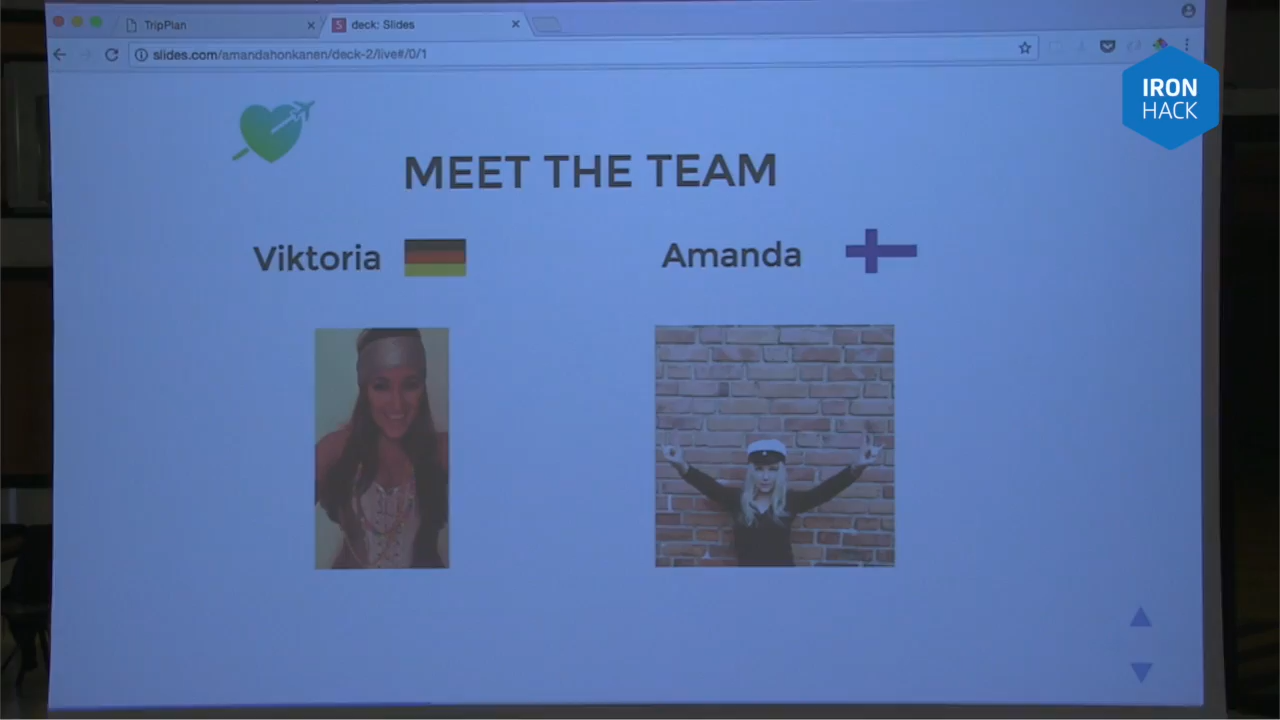 TripPlan
deck: Slides
slides.com/amandahonkanen/deck-2/live#/0/1
IRON
HACK
MEET THE TEAM
Viktoria
Amanda